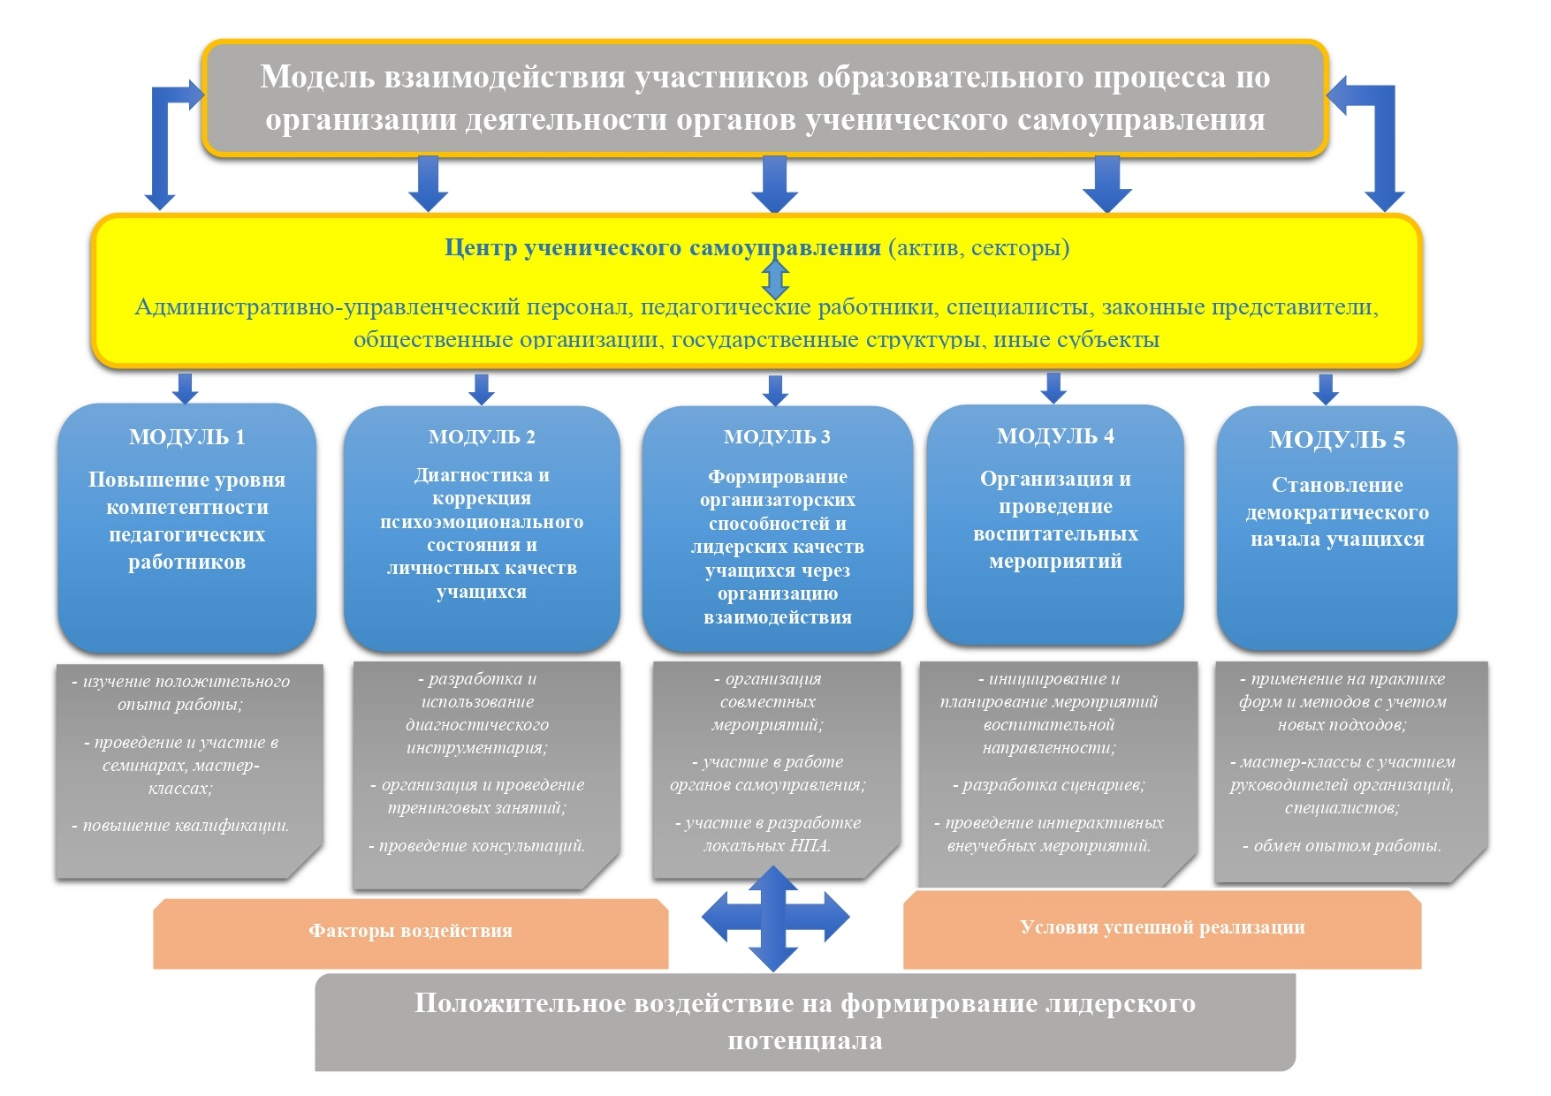 Модель взаимодействия участников образовательного процесса по
организации деятельности органов ученического самоуправления
Центр ученического самоуправления (актив, секторы)
Административно-управленческий персонал, педагогические работники, специалисты, законные представители,
общественные организации, государственные структуры, иные субъекты
МОДУЛЬ 1
Повышение уровня
компетентности
педагогических
работников
МОДУЛЬ 2
Диагностика и
коррекция
психоэмоционального
состояния и
личностных качеств
учащихся
МОДУЛЬ 3
Формирование
организаторских
способностей и
лидерских качеств
учащихся через
организацию
взаимодействия
МОДУЛЬ 4
Организация и
проведение
воспитательных
мероприятий
МОДУЛЬ 5
Становление
демократического
начала учащихся
- изучение положительного
опыта работы;
- проведение и участие в
семинарах, мастер-
классах;
- повышение квалификации.
- разработка и
использование
диагностического
инструментария;
- организация и проведение
тренинговых занятий;
- проведение консультаций.
- организация
совместных
мероприятий;
- участие в работе
органов самоуправления;
- участие в разработке
локальных НПА.
- инициирование и
планирование мероприятий
воспитательной
направленности;
- разработка сценариев;
- проведение интерактивных
внеучебных мероприятий.
- применение на практике
форм и методов с учетом
новых подходов;
- мастер-классы с участием
руководителей организаций,
специалистов;
- обмен опытом работы.
Факторы воздействия
Условия успешной реализации
Положительное воздействие на формирование лидерского
потенциала